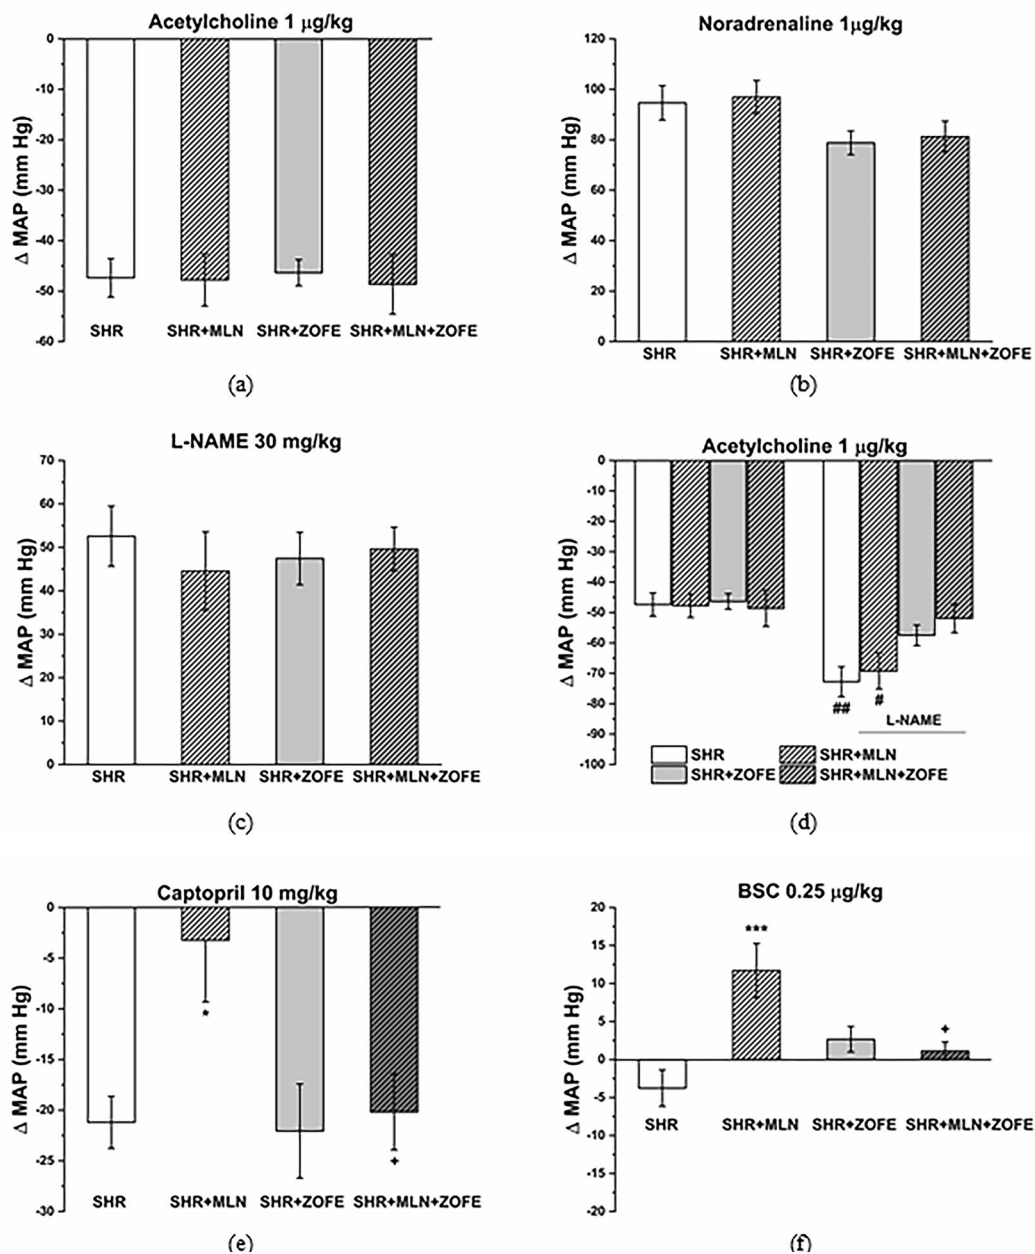 Acetylcholine 1 μg/kg
Δ MAP (mm Hg)
0
-10
-20
-30
-40
-50
-60
SHR SHR+MLN SHR+ZOFE SHR+MLN+ZOFE
(a)
Noradrenaline 1μg/kg
Δ MAP (mm Hg)
120
100
80
60
40
20
0
SHR SHR+MLN SHR+ZOFE SHR+MLN+ZOFE
(b)
L-NAME 30 mg/kg
Δ MAP (mm Hg)
70
60
50
40
30
20
10
0
SHR SHR+MLN SHR+ZOFE SHR+MLN+ZOFE
(c)
Acetylcholine 1 μg/kg
Δ MAP (mm Hg)
0
-10
-20
-30
-40
-50
-60
-70
-80
-90
-100
## #
L-NAME
SHR SHR+MLN
SHR+ZOFE SHR+MLN+ZOFE
(d)
Captopril 10 mg/kg
Δ MAP (mm Hg)
0
-5
-10
-15
-20
-25
-30
*
+
SHR SHR+MLN SHR+ZOFE SHR+MLN+ZOFE
(e)
BSC 0.25 μg/kg
Δ MAP (mm Hg)
20
15
10
5
0
-5
-10
-15
-20
***
+
SHR SHR+MLN SHR+ZOFE SHR+MLN+ZOFE
(f)